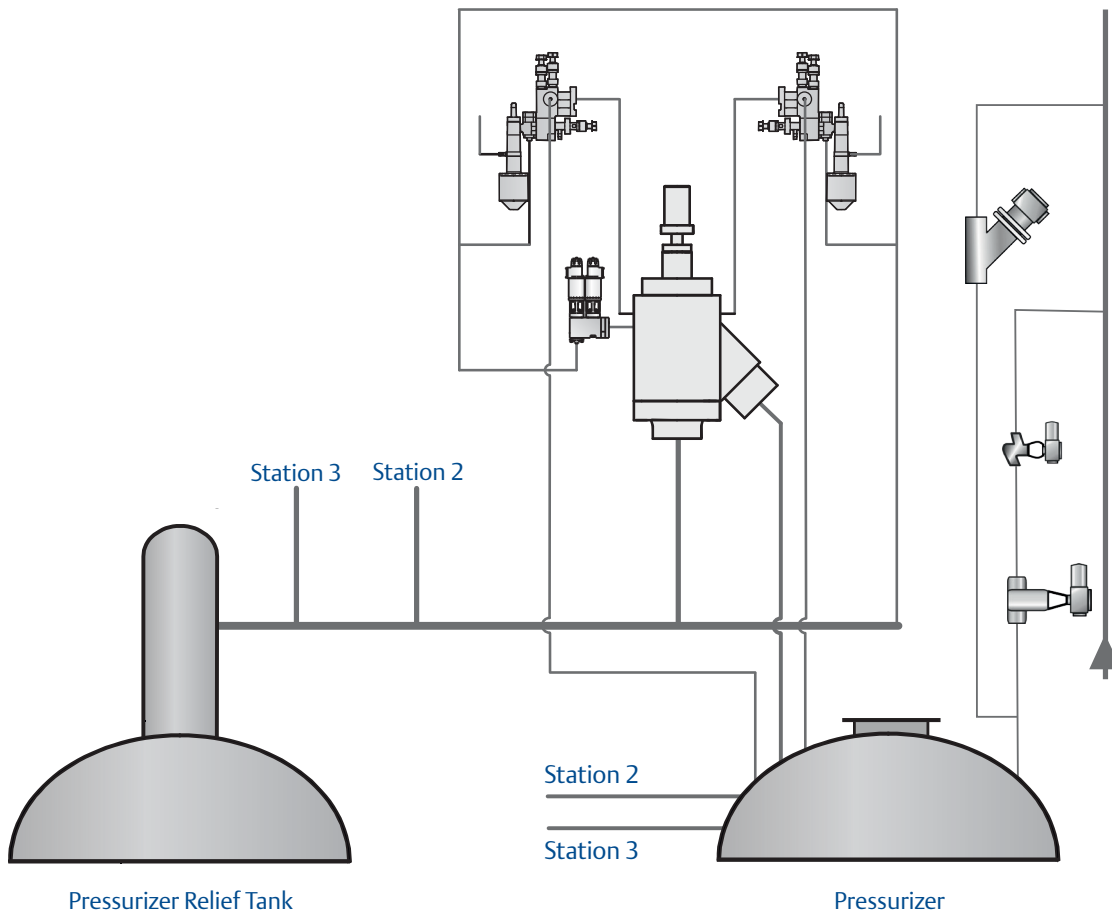 Station 3
Station 2
Station 2
Station 3
Pressurizer Relief Tank
Pressurizer